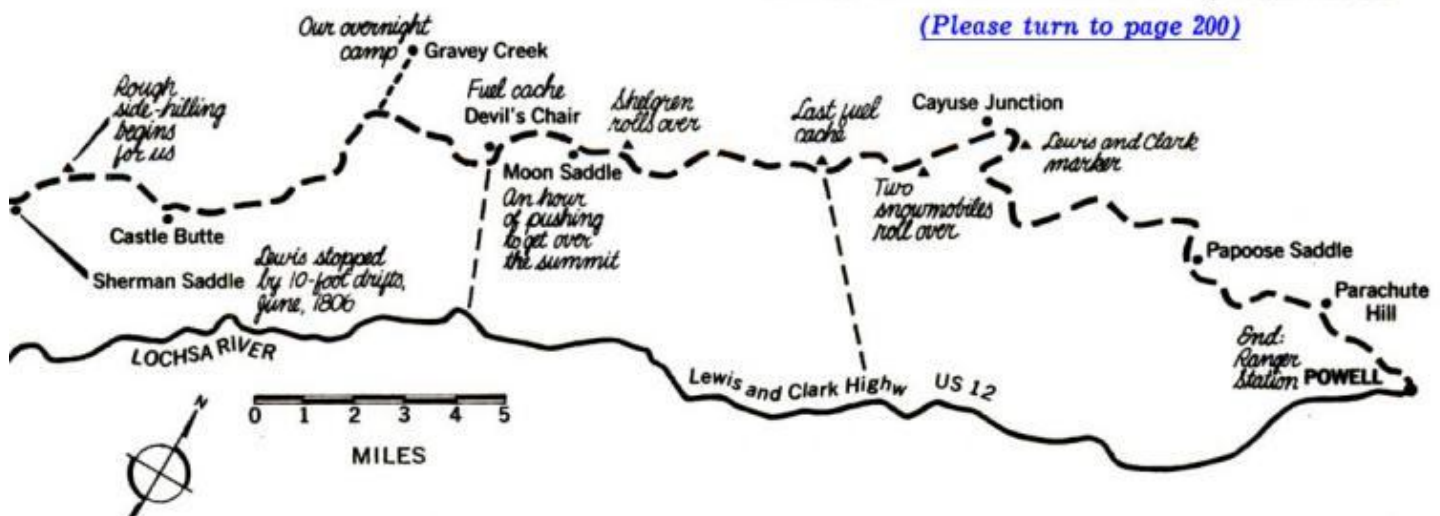 (Please turn to page 200)
Our overnight
camp
Gravey Creek
Rough
side-hilling
begins
for us
Fuel cache
Devil's Chair
Shelgren
rolls over
Last fuel
cache
Cayuse Junction
Lewis and Clark
marker
Moon Saddle
An hour
of pushing
to get over
the summit
Two
snowmobiles
roll over
Castle Butte
Sherman Saddle
Lewis stopped
by 10-foot drifts,
June, 1806
Papoose Saddle
Parachute
Hill
End:
Ranger
Station
POWELL
LOCHSA RIVER
Lewis and Clark Highw US 12
N
0 1 2 3 4 5
MILES